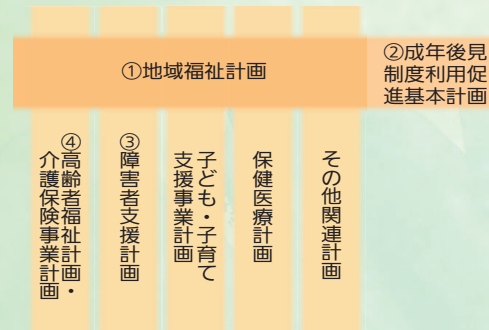 ①地域福祉計画
②成年後見
制度利用促
進基本計画
④高齢者福祉計画・
介護保険事業計画
③障害者支援計画
子ども・子育て
支援事業計画
保健医療計画
その他関連計画